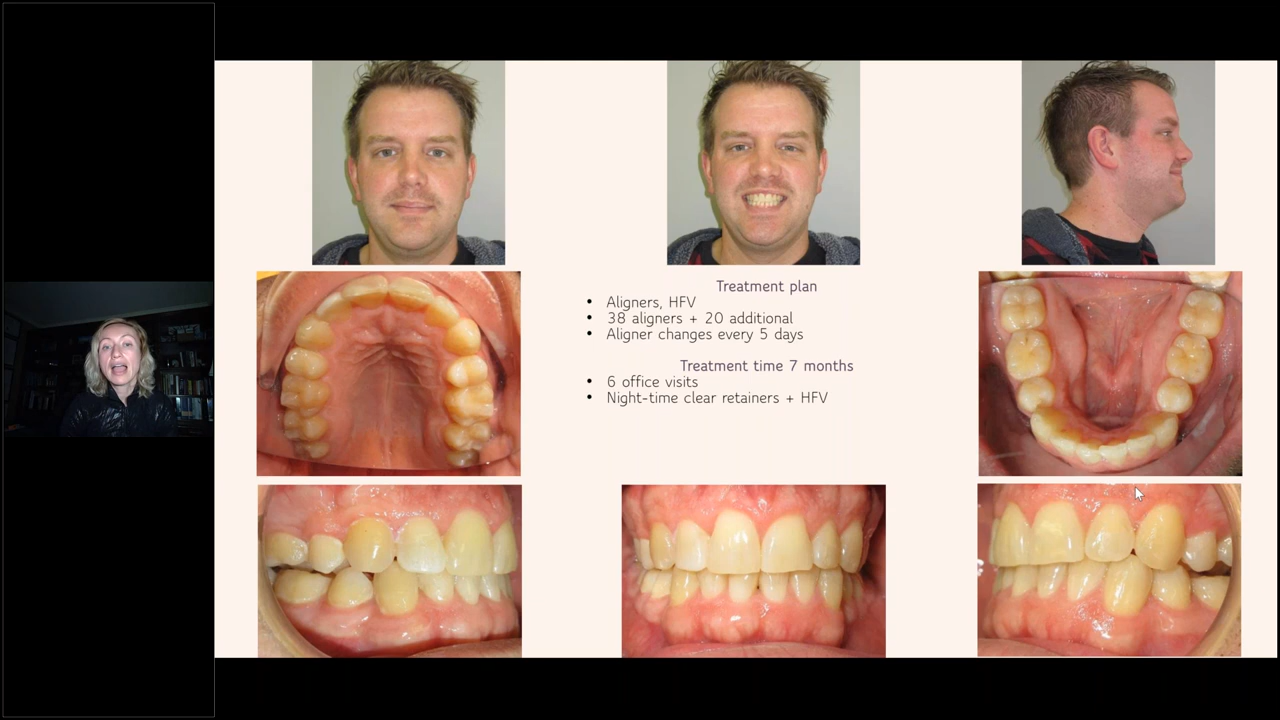 Treatment plan
• Aligners, HFV
• 38 aligners + 20 additional
• Aligner changes every 5 days
Treatment time 7 months
• 6 office visits
• Night-time clear retainers + HFV